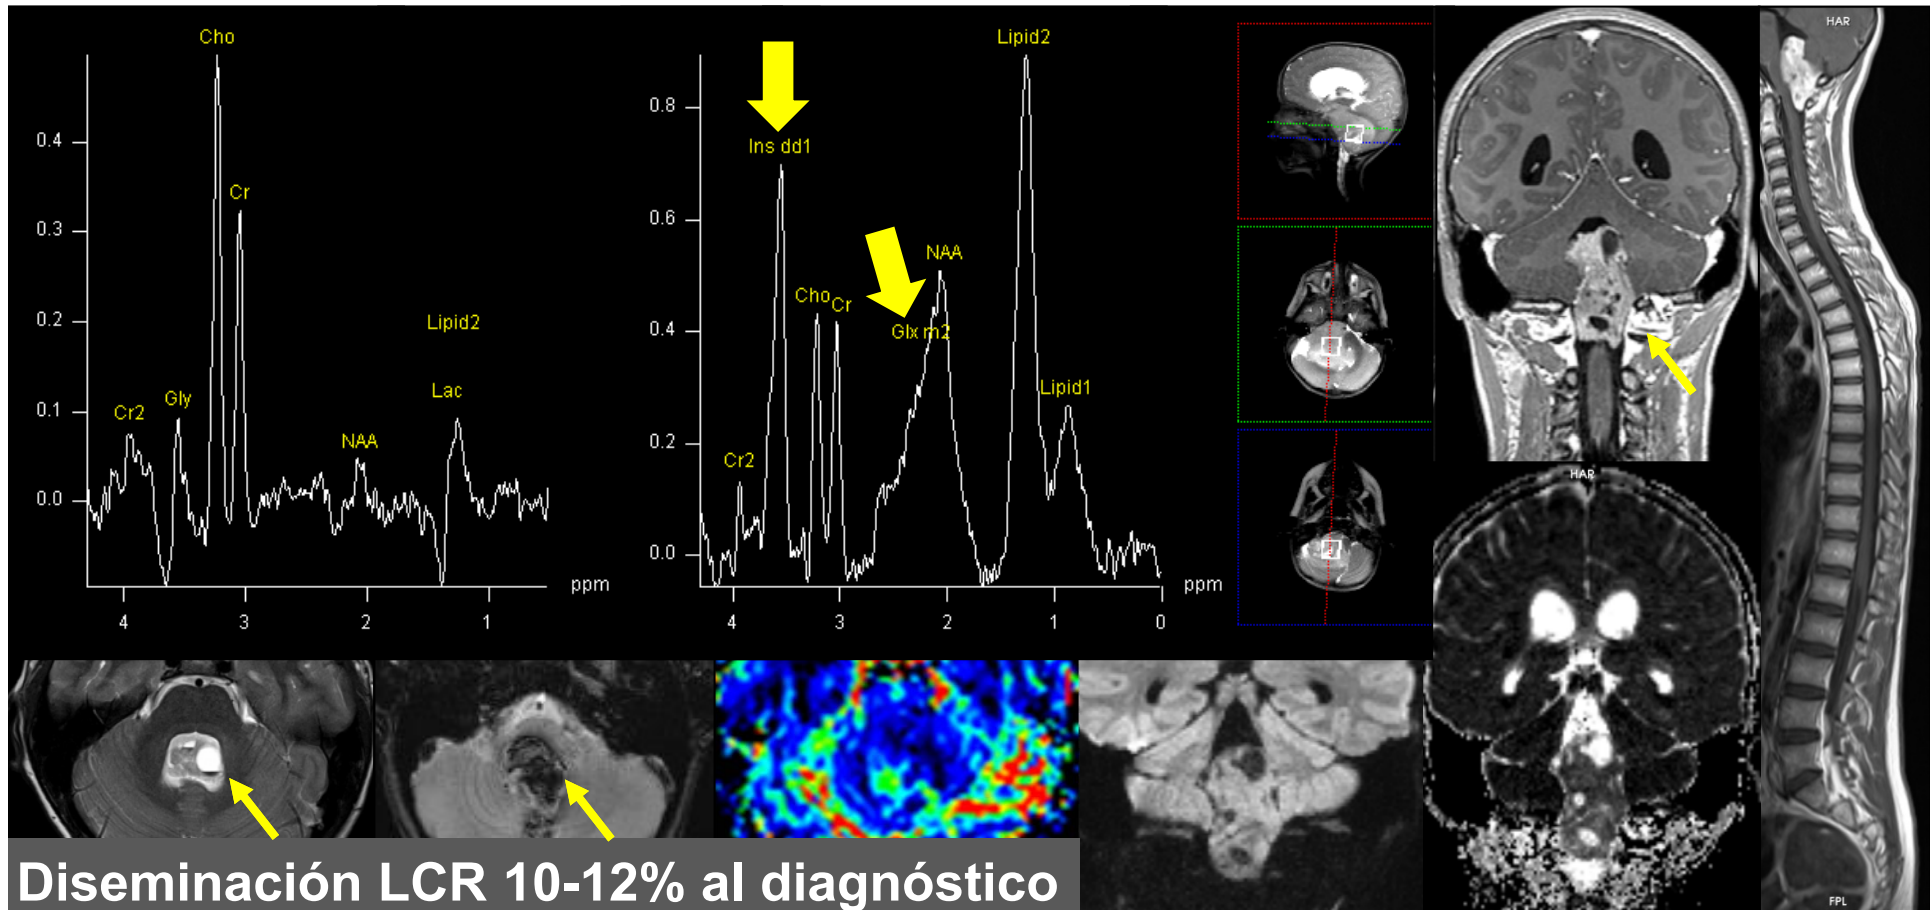 Cho
0.4
Cr
0.3
0.2
Lipid2
Lac
0.1
Cr2
Gly
NAA
0.0
ppm
4 3 2 1
Lipid2
0.8
Ins dd1
0.6
NAA
Cho Cr
0.4
Glx m2
Lipid1
0.2
Cr2
0.0
ppm
4 3 2 1 0
HAR
HAR
FPL
Diseminación LCR 10-12% al diagnóstico